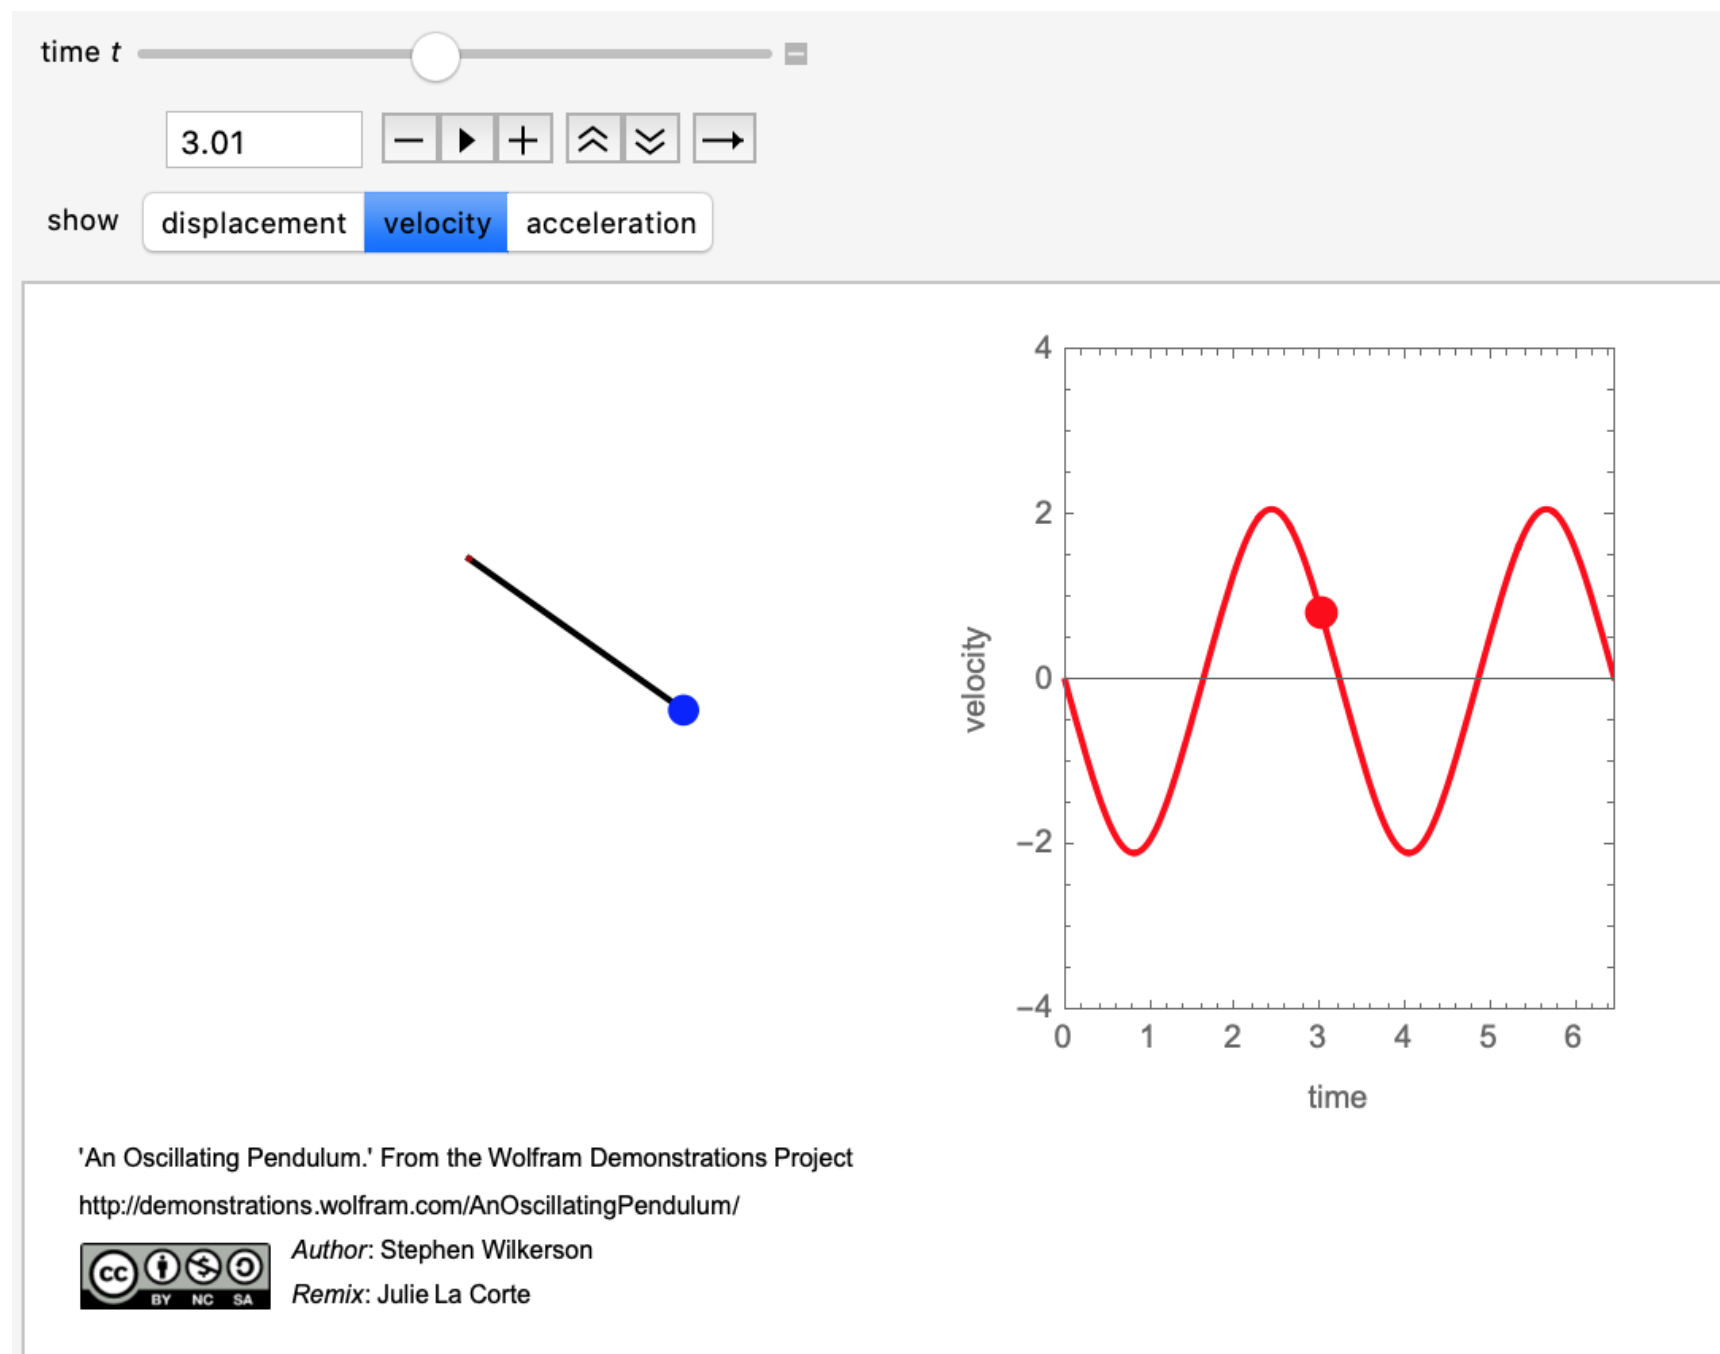 time t
3.01
show displacement velocity acceleration
4
2
0
−2
−4
velocity
0 1 2 3 4 5 6
time
'An Oscillating Pendulum.' From the Wolfram Demonstrations Project
http://demonstrations.wolfram.com/AnOscillatingPendulum/
Author: Stephen Wilkerson
Remix: Julie La Corte
cc
BY NC SA